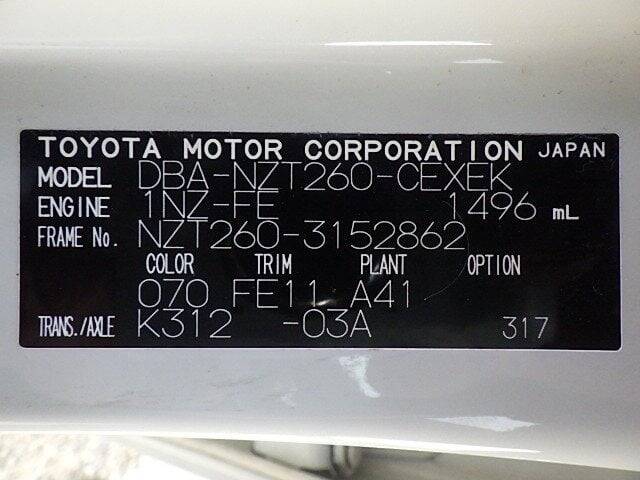 TOYOTA MOTOR CORPORATION JAPAN
MODEL DBA-NZT260-CEXEK
ENGINE 1NZ-FE 1496 mL
FRAME No. NZT260-3152862
COLOR TRIM PLANT OPTION
070 FE11 A41
TRANS./AXLE K312 -03A 317